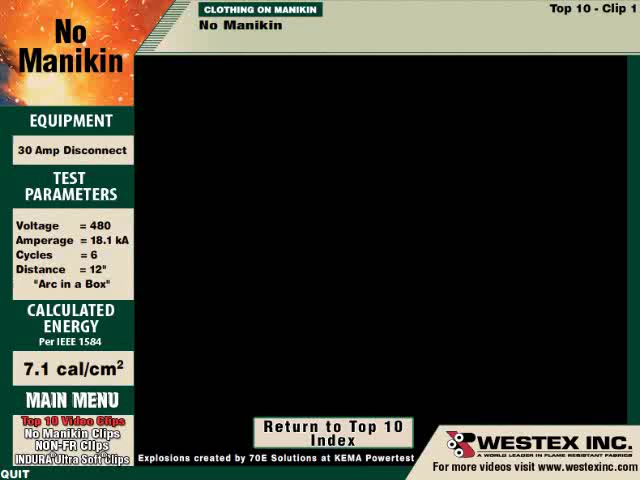 No
Manikin
CLOTHING ON MANIKIN
No Manikin
Top 10 - Clip 1
EQUIPMENT
30 Amp Disconnect
TEST
PARAMETERS
Voltage = 480
Amperage = 18.1 kA
Cycles = 6
Distance = 12"
"Arc in a Box"
CALCULATED
ENERGY
Per IEEE 1584
7.1 cal/cm²
MAIN MENU
Top 10 Video Clips
No Manikin Clips
NON-FR Clips
INDURA Ultra Soft Clips
QUIT
Return to Top 10
Index
Explosions created by 70E Solutions at KEMA Powertest
WESTEX INC.
A WORLD LEADER IN FLAME RESISTANT FABRICS
For more videos visit www.westexinc.com